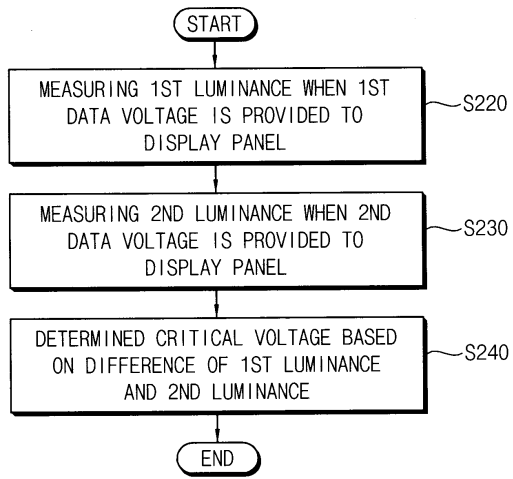 START
MEASURING 1ST LUMINANCE WHEN 1ST
DATA VOLTAGE IS PROVIDED TO
DISPLAY PANEL
S220
MEASURING 2ND LUMINANCE WHEN 2ND
DATA VOLTAGE IS PROVIDED TO
DISPLAY PANEL
S230
DETERMINED CRITICAL VOLTAGE BASED
ON DIFFERENCE OF 1ST LUMINANCE
AND 2ND LUMINANCE
S240
END